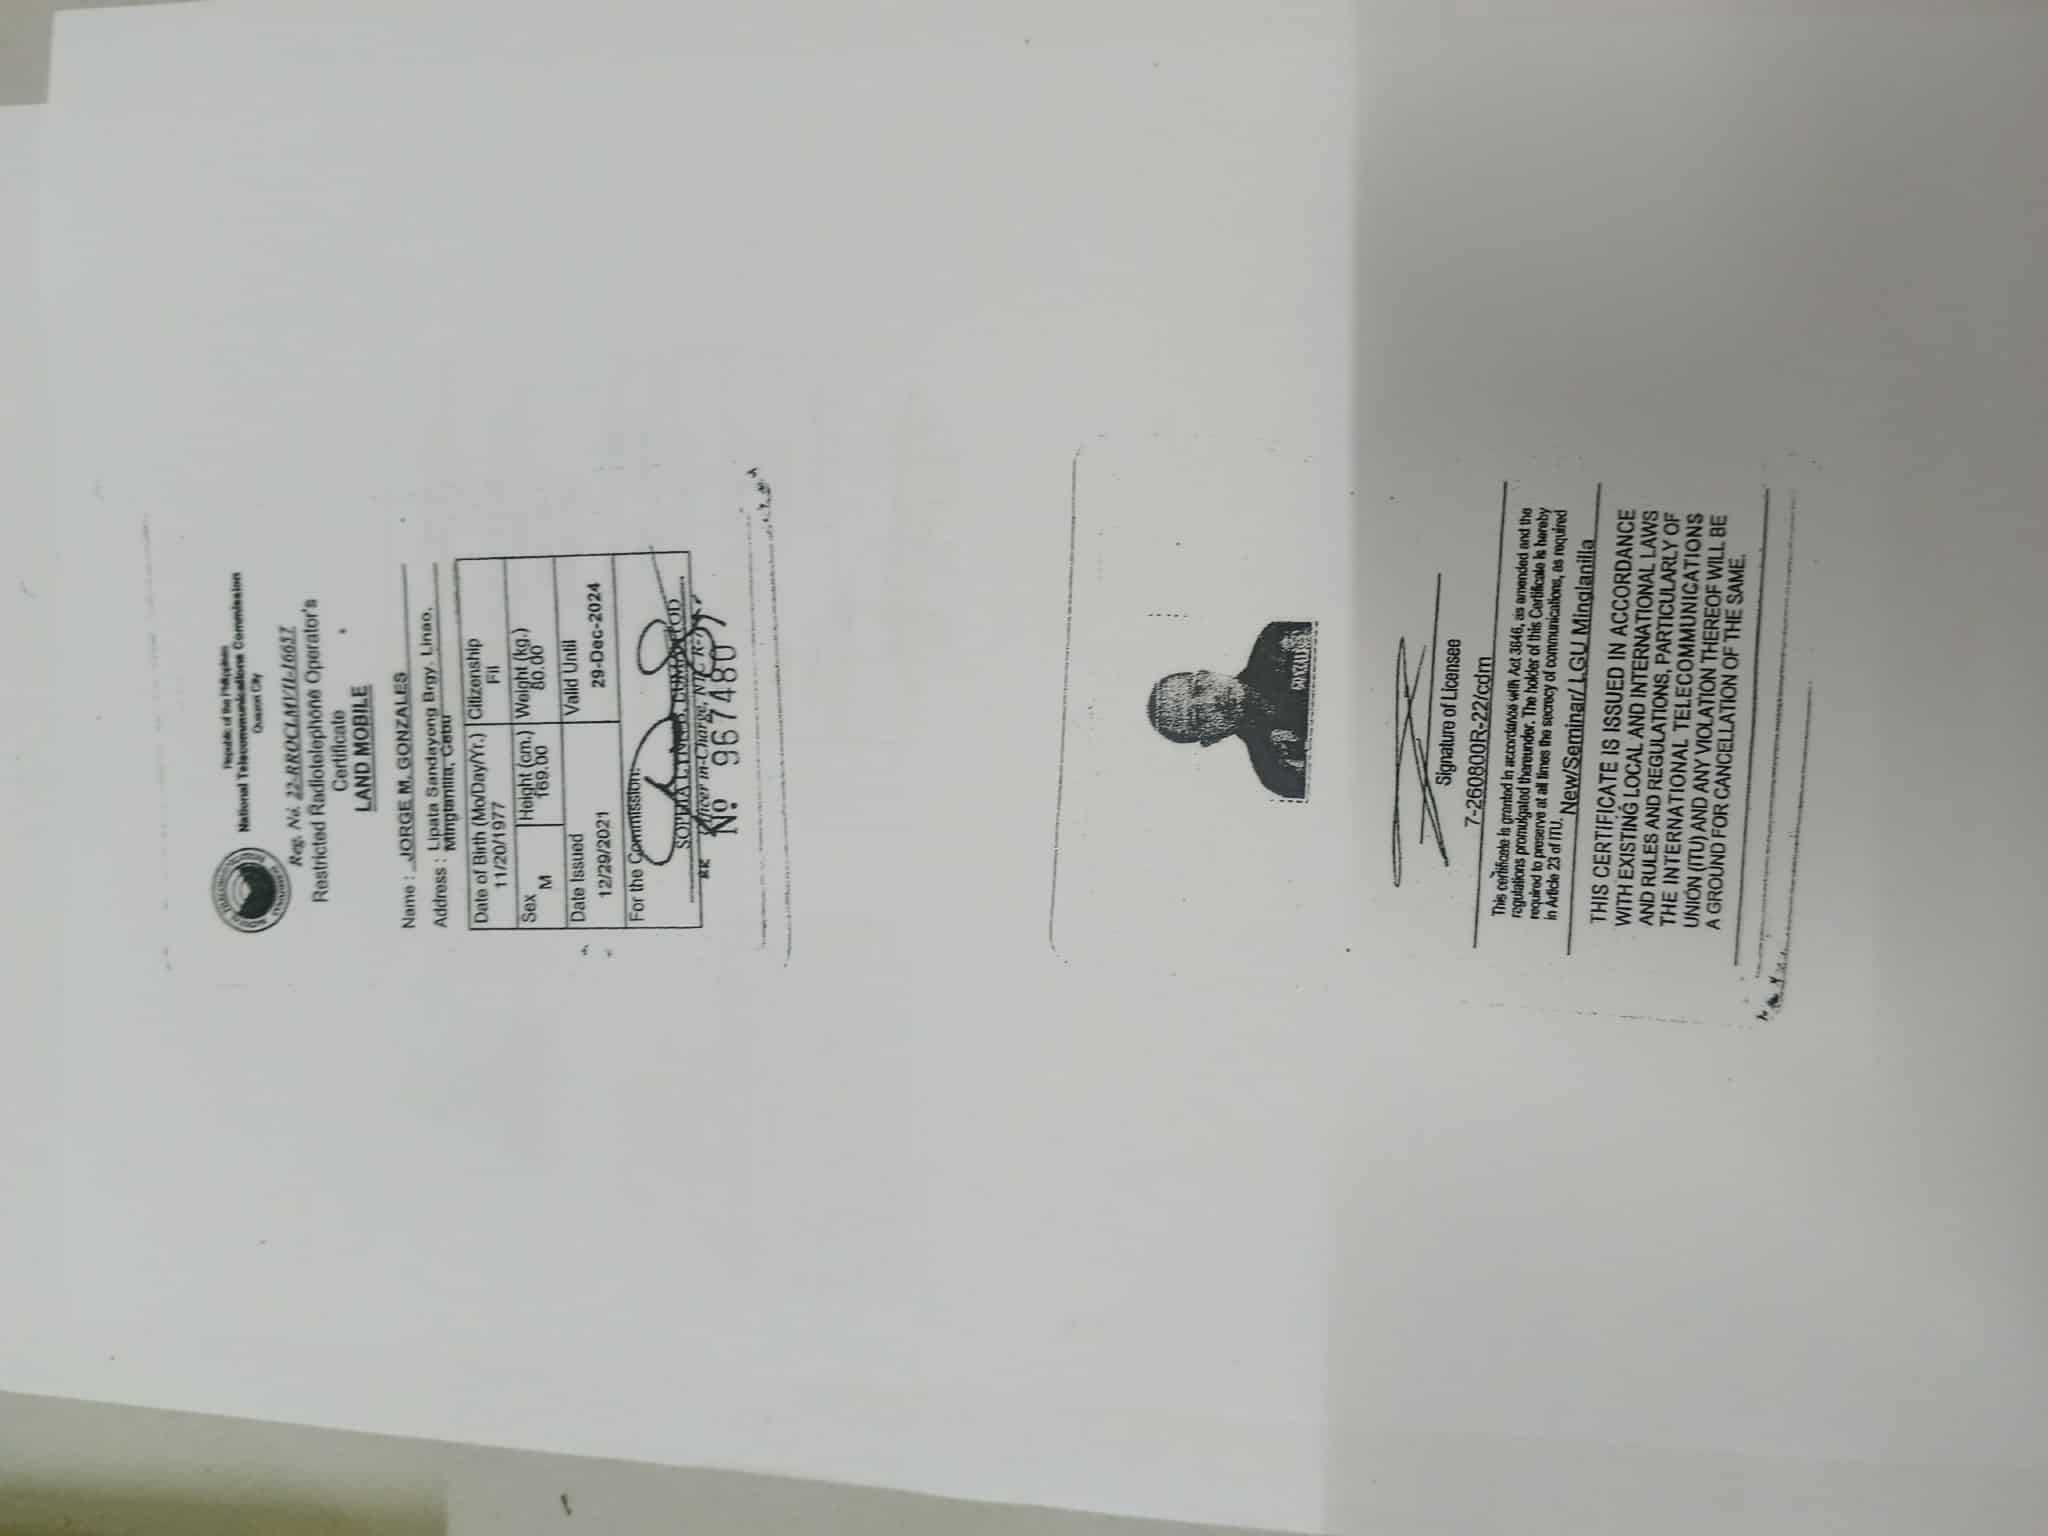 Republic of the Philippines
National Telecommunications Commission
Quezon City
Reg. No. 22-RROCLMVII-16657
Restricted Radiotelephone Operator's
Certificate
LAND MOBILE
Name : JORGE M. GONZALES
Address : Lipata Sandayong Brgy. Linao,
Minglanilla, Cebu
Date of Birth (Mo/Day/Yr.) Citizenship
11/20/1977 Fil
Sex Height (cm.) Weight (kg.)
M 169.00 80.00
Date Issued Valid Until
12/29/2021 29-Dec-2024
For the Commission:
SOPHIA LYNN B.
Officer in-Charge, NTC
No 967480
Signature of Licensee
7-260800R-22/cdm
This certificate is granted in accordance with Act 3846, as amended and the
regulations promulgated thereunder. The holder of this Certificate is hereby
required to preserve at all times the secrecy of communications, as required
in Article 23 of ITU.
New/Seminar/ LGU Minglanilla
THIS CERTIFICATE IS ISSUED IN ACCORDANCE
WITH EXISTING LOCAL AND INTERNATIONAL LAWS
AND RULES AND REGULATIONS, PARTICULARLY OF
THE INTERNATIONAL TELECOMMUNICATIONS
UNION (ITU) AND ANY VIOLATION THEREOF WILL BE
A GROUND FOR CANCELLATION OF THE SAME.